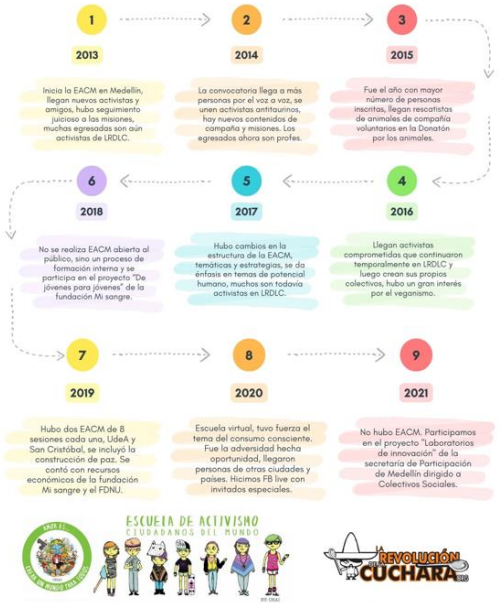 1
2013
Inicia la EACM en Medellín,
llegan nuevos activistas y
amigos, hubo seguimiento
juicioso a las misiones,
muchas egresadas son aún
activistas de LRDLC.
2
2014
La convocatoria llega a más
personas por el voz a voz, se
unen activistas antitaurinos,
hay nuevos contenidos de
campaña y misiones. Los
egresados ahora son profes.
3
2015
Fue el año con mayor
número de personas
inscritas, llegan rescatistas
de animales de compañía
voluntarios en la Donatón
por los animales.
4
2016
Llegan activistas
comprometidas que continuaron
temporalmente en LRDLC y
luego crean sus propios
colectivos, hubo un gran interés
por el veganismo.
5
2017
Hubo cambios en la
estructura de la EACM,
temáticas y estrategias, se da
énfasis en temas de potencial
humano, muchos son todavía
activistas en LRDLC.
6
2018
No se realiza EACM abierta al
público, sino un proceso de
formación interna y se
participa en el proyecto "De
jóvenes para jóvenes" de la
fundación Mi sangre.
7
2019
Hubo dos EACM de 8
sesiones cada una, UdeA y
San Cristóbal, se incluyó la
construcción de paz. Se
contó con recursos
económicos de la fundación
Mi sangre y el FDNU.
8
2020
Escuela virtual, tuvo fuerza el
tema del consumo consciente.
Fue la adversidad hecha
oportunidad, llegaron
personas de otras ciudades y
países. Hicimos FB live con
invitados especiales.
9
2021
No hubo EACM. Participamos
en el proyecto "Laboratorios
de innovación" de la
secretaría de Participación
de Medellín dirigido a
Colectivos Sociales.
ESCUELA DE ACTIVISMO
CIUDADANOS DEL MUNDO
UN MUNDO PARA TODOS
LA REVOLUCIÓN
DE LA
CUCHARA
.ORG